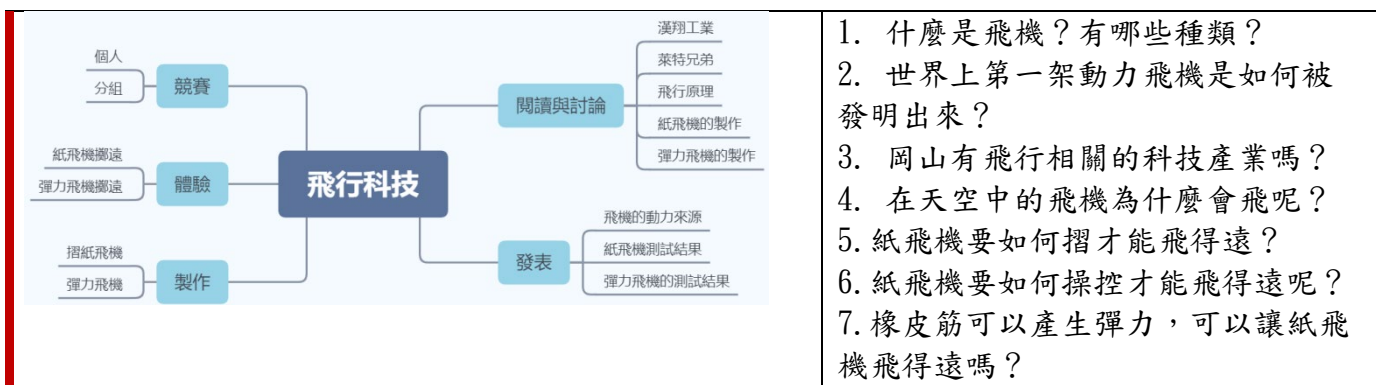 飛行科技
競賽
個人
分組
體驗
紙飛機擲遠
彈力飛機擲遠
製作
摺紙飛機
彈力飛機
閱讀與討論
漢翔工業
萊特兄弟
飛行原理
紙飛機的製作
彈力飛機的製作
發表
飛機的動力來源
紙飛機測試結果
彈力飛機的測試結果
1. 什麼是飛機？有哪些種類？
2. 世界上第一架動力飛機是如何被
發明出來？
3. 岡山有飛行相關的科技產業嗎？
4. 在天空中的飛機為什麼會飛呢？
5.紙飛機要如何摺才能飛得遠？
6.紙飛機要如何操控才能飛得遠呢？
7.橡皮筋可以產生彈力，可以讓紙飛
機飛得遠嗎？